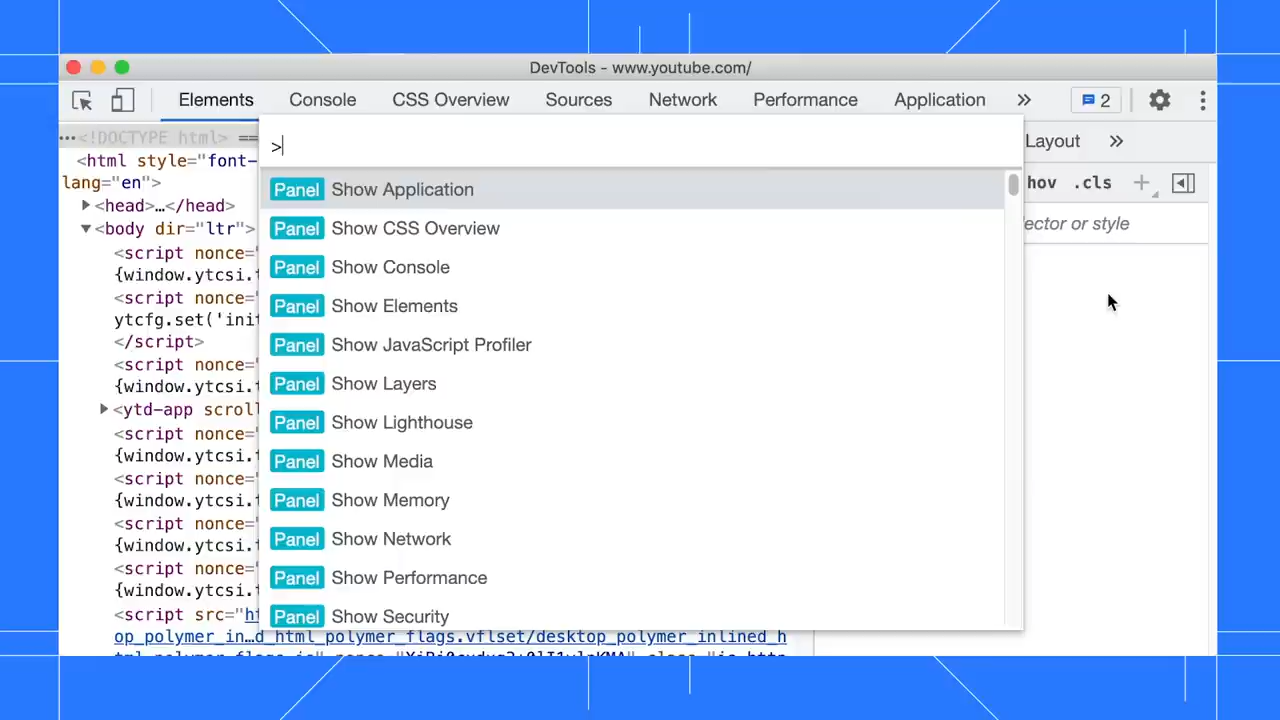 DevTools - www.youtube.com/
Elements Console CSS Overview Sources Network Performance Application » 2
>
Layout »
hov .cls
ector or style
Panel Show Application
Panel Show CSS Overview
Panel Show Console
Panel Show Elements
Panel Show JavaScript Profiler
Panel Show Layers
Panel Show Lighthouse
Panel Show Media
Panel Show Memory
Panel Show Network
Panel Show Performance
Panel Show Security
…<!DOCTYPE html> ==
<html style="font-
lang="en">
<head>…</head>
<body dir="ltr">
<script nonce="
{window.ytcsi.t
<script nonce="
ytcfg.set('init
</script>
<script nonce="
{window.ytcsi.t
<ytd-app scroll
<script nonce="
{window.ytcsi.t
<script nonce="
{window.ytcsi.t
<script nonce="
{window.ytcsi.t
<script nonce="
{window.ytcsi.t
<script src="ht
op_polymer_in…d_html_polymer_flags.vflset/desktop_polymer_inlined_h